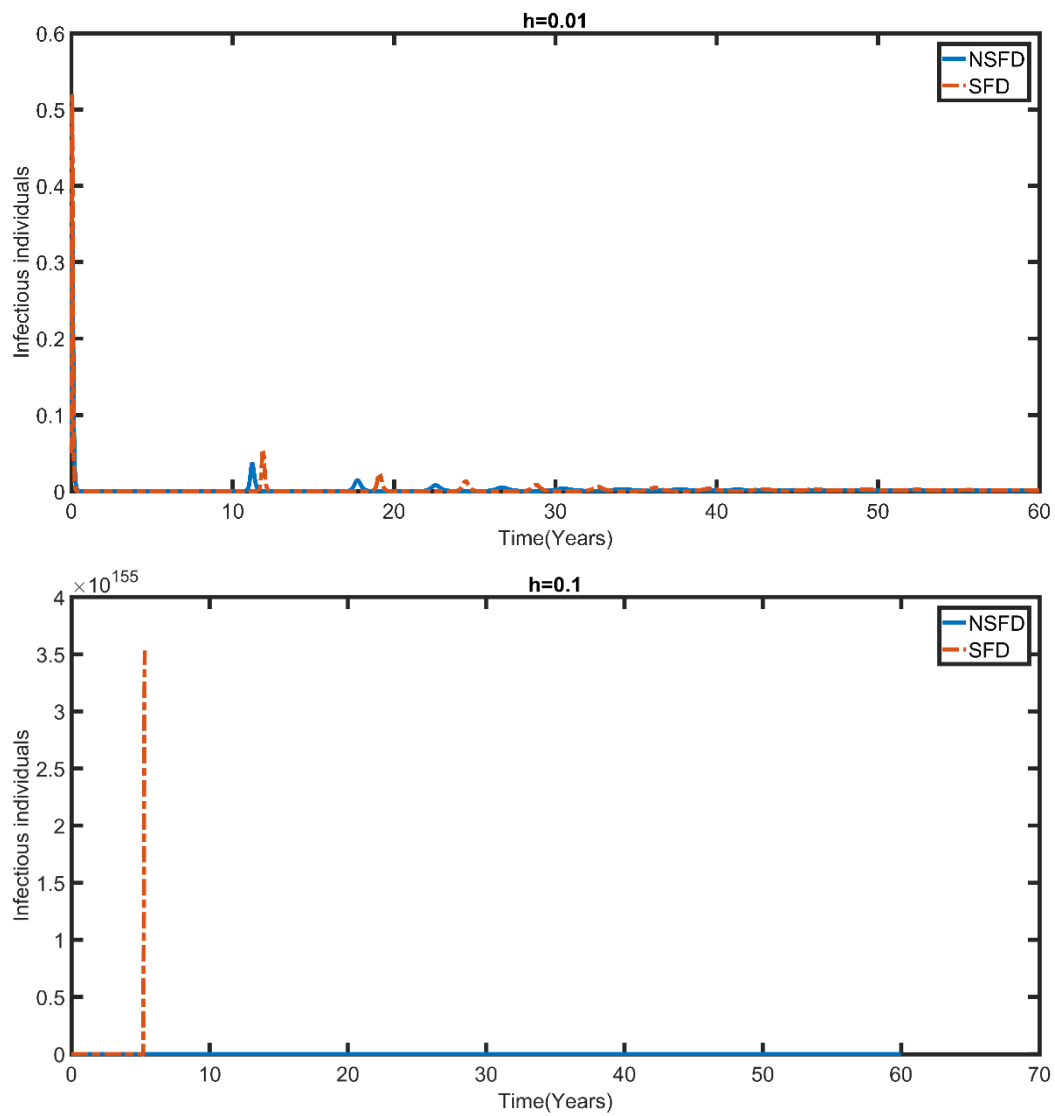 h=0.01
0.6
0.5
0.4
0.3
0.2
0.1
0
Infectious individuals
NSFD
SFD
0 10 20 30 40 50 60
Time(Years)
h=0.1
×10^155
4
3.5
3
2.5
2
1.5
1
0.5
0
Infectious individuals
NSFD
SFD
0 10 20 30 40 50 60 70
Time(Years)